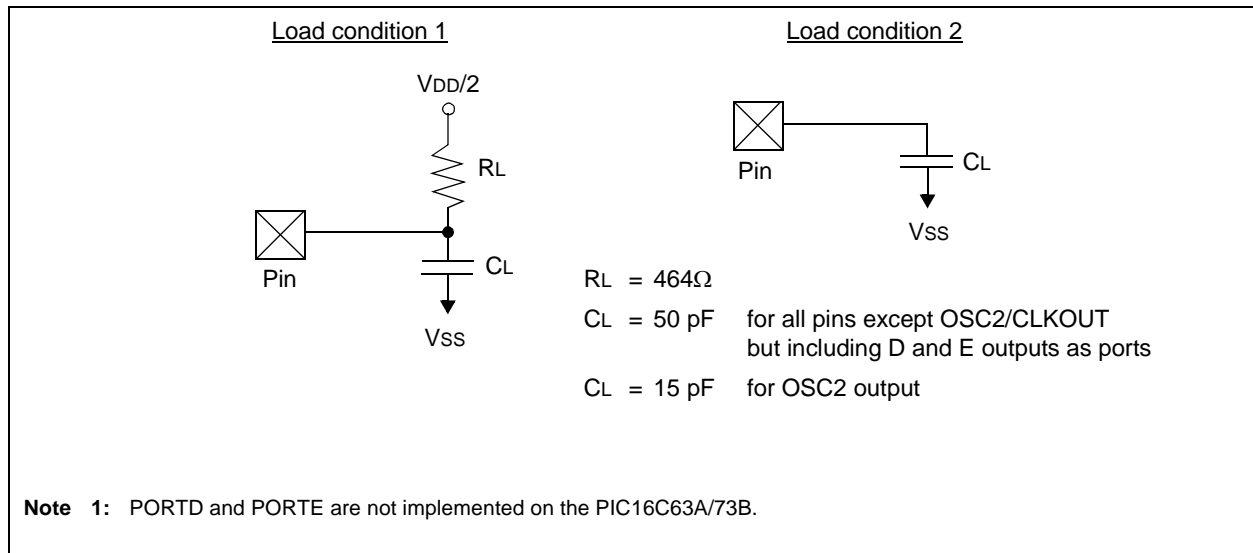 Load condition 1
VDD/2
RL
Pin
CL
VSS
Load condition 2
Pin
CL
VSS
RL = 464Ω
CL = 50 pF for all pins except OSC2/CLKOUT
but including D and E outputs as ports
CL = 15 pF for OSC2 output
Note 1: PORTD and PORTE are not implemented on the PIC16C63A/73B.